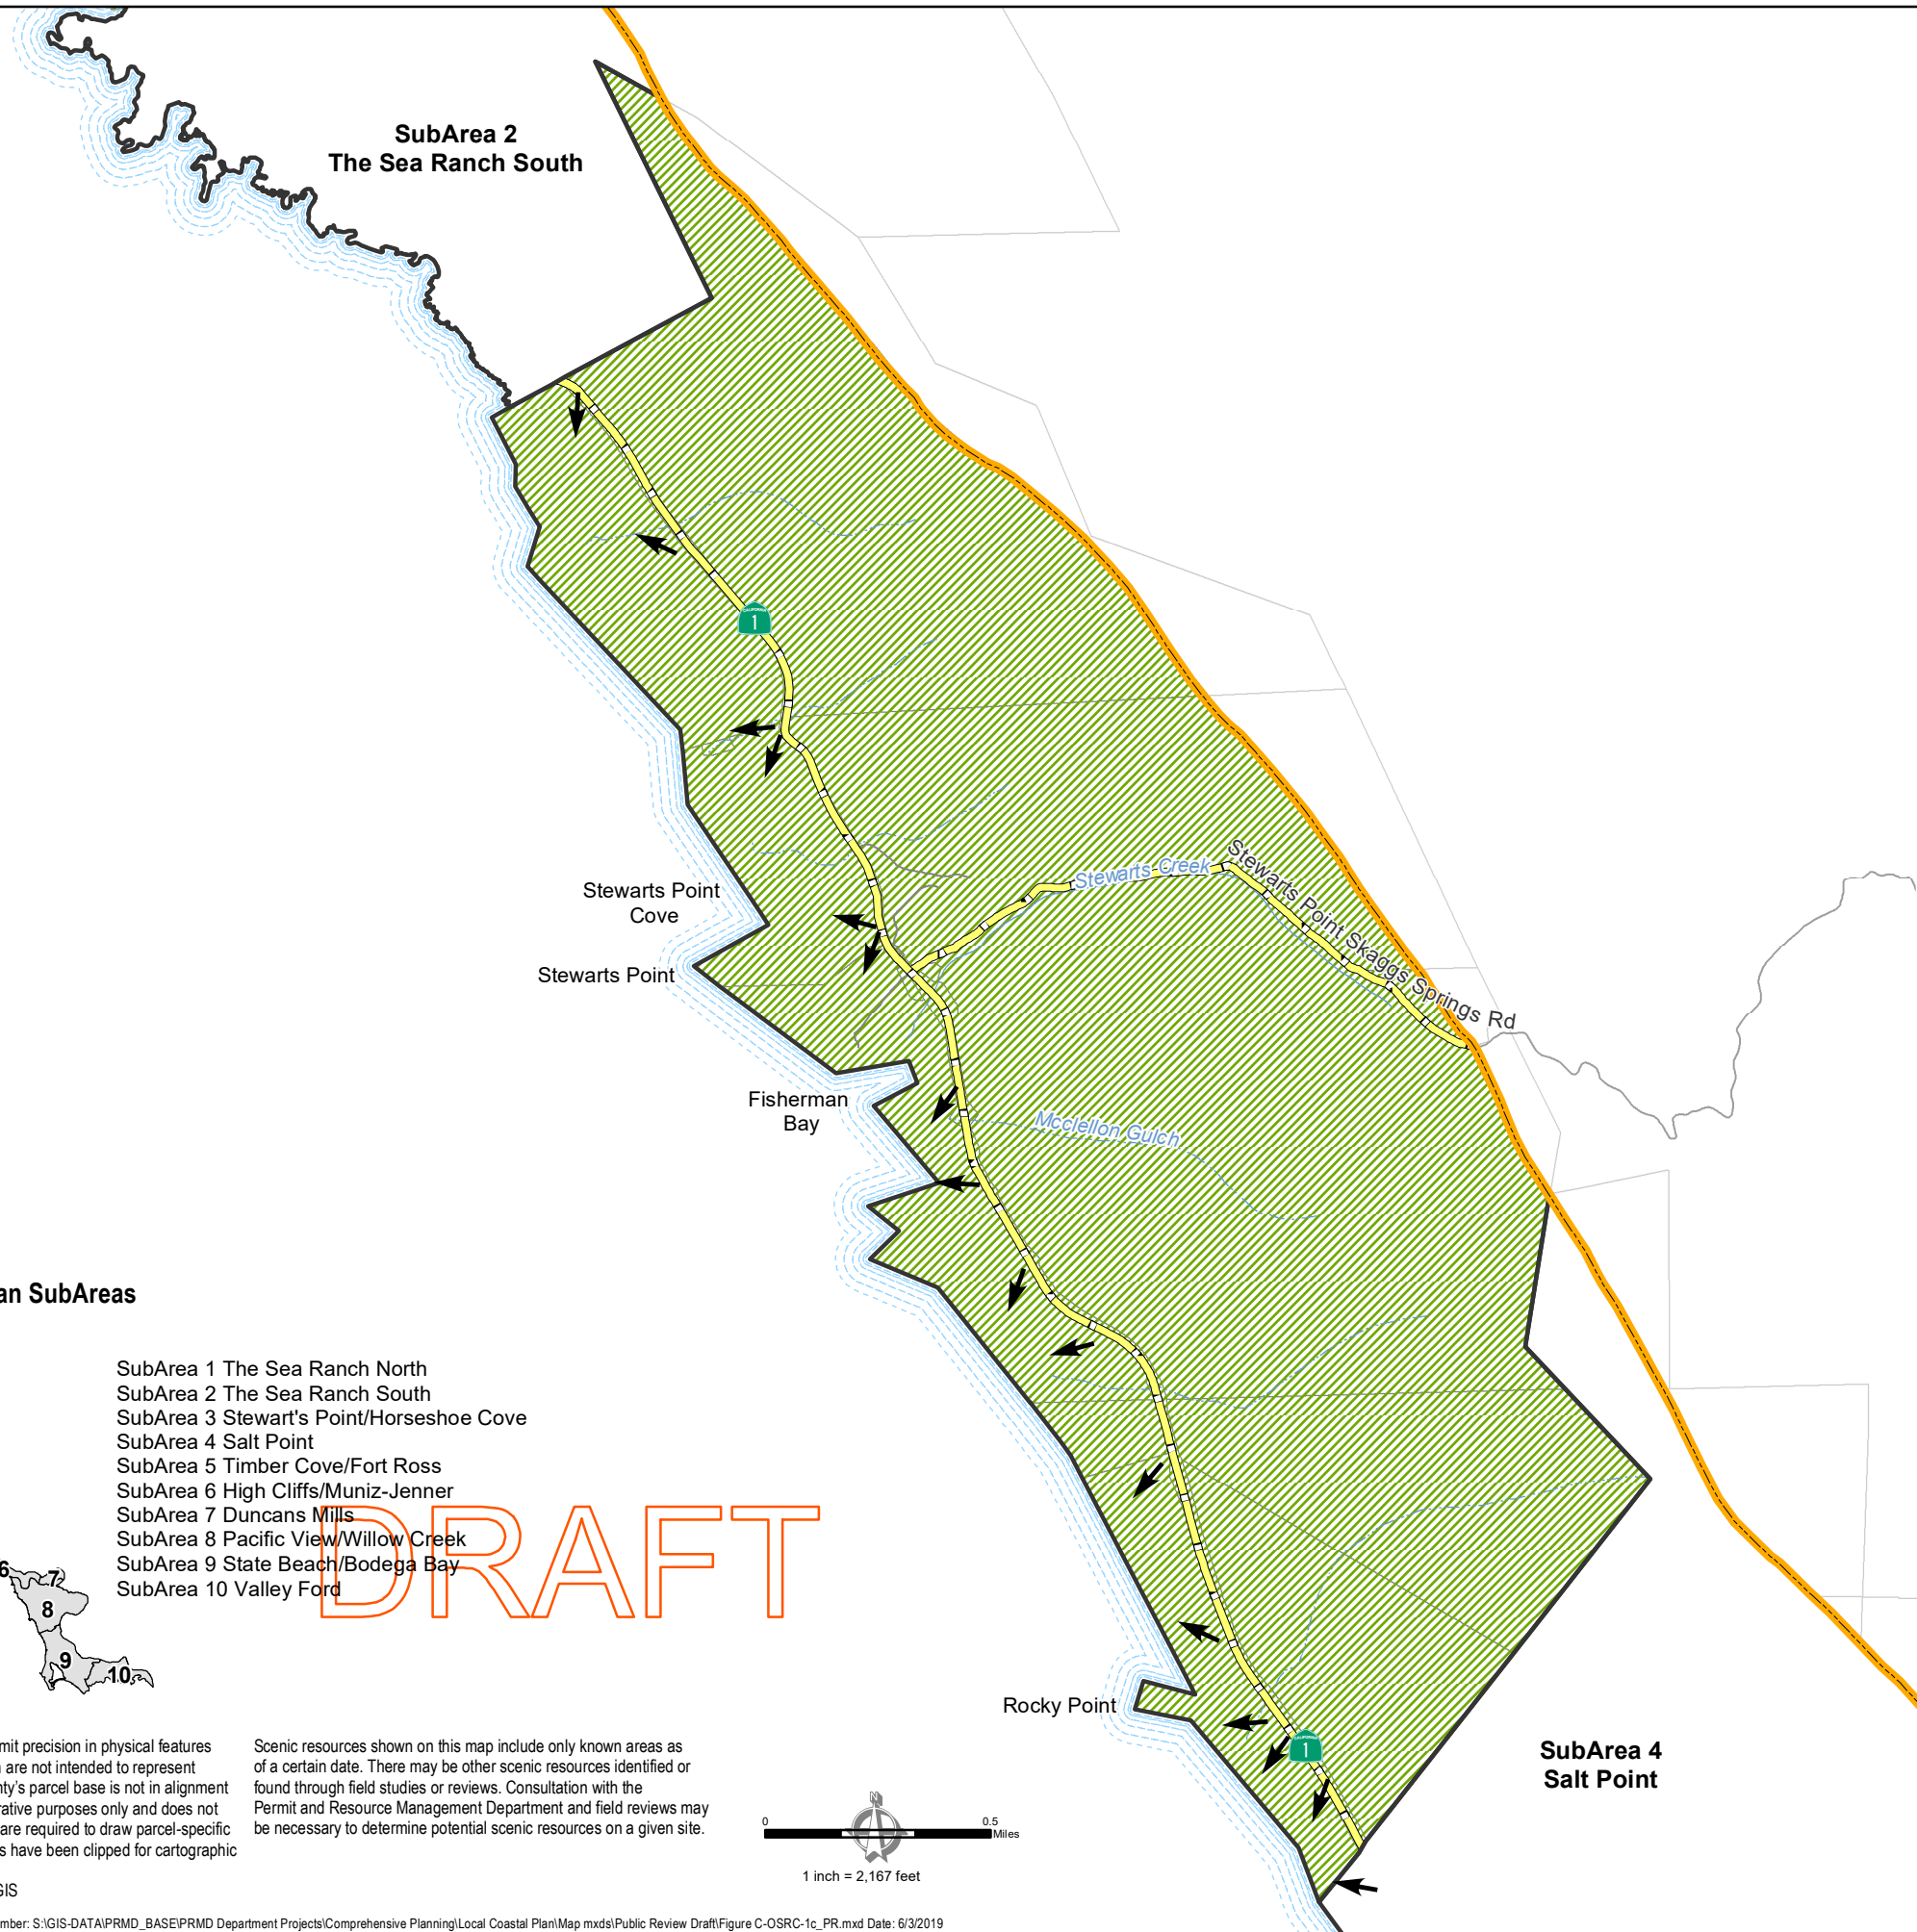 SubArea 2
The Sea Ranch South
CALIFORNIA
1
Stewarts Creek
Stewarts Point Skaggs Springs Rd
Stewarts Point
Cove
Stewarts Point
Fisherman
Bay
Mcclellon Gulch
an SubAreas
SubArea 1 The Sea Ranch North
SubArea 2 The Sea Ranch South
SubArea 3 Stewart's Point/Horseshoe Cove
SubArea 4 Salt Point
SubArea 5 Timber Cove/Fort Ross
SubArea 6 High Cliffs/Muniz-Jenner
SubArea 7 Duncans Mills
SubArea 8 Pacific View/Willow Creek
SubArea 9 State Beach/Bodega Bay
SubArea 10 Valley Ford
DRAFT
6
7
8
9
10
Rocky Point
CALIFORNIA
1
SubArea 4
Salt Point
mit precision in physical features
are not intended to represent
nty's parcel base is not in alignment
rative purposes only and does not
are required to draw parcel-specific
s have been clipped for cartographic
Scenic resources shown on this map include only known areas as
of a certain date. There may be other scenic resources identified or
found through field studies or reviews. Consultation with the
Permit and Resource Management Department and field reviews may
be necessary to determine potential scenic resources on a given site.
N
0 0.5
Miles
1 inch = 2,167 feet
GIS
mber: S:\GIS-DATA\PRMD_BASE\PRMD Department Projects\Comprehensive Planning\Local Coastal Plan\Map mxds\Public Review Draft\Figure C-OSRC-1c_PR.mxd Date: 6/3/2019